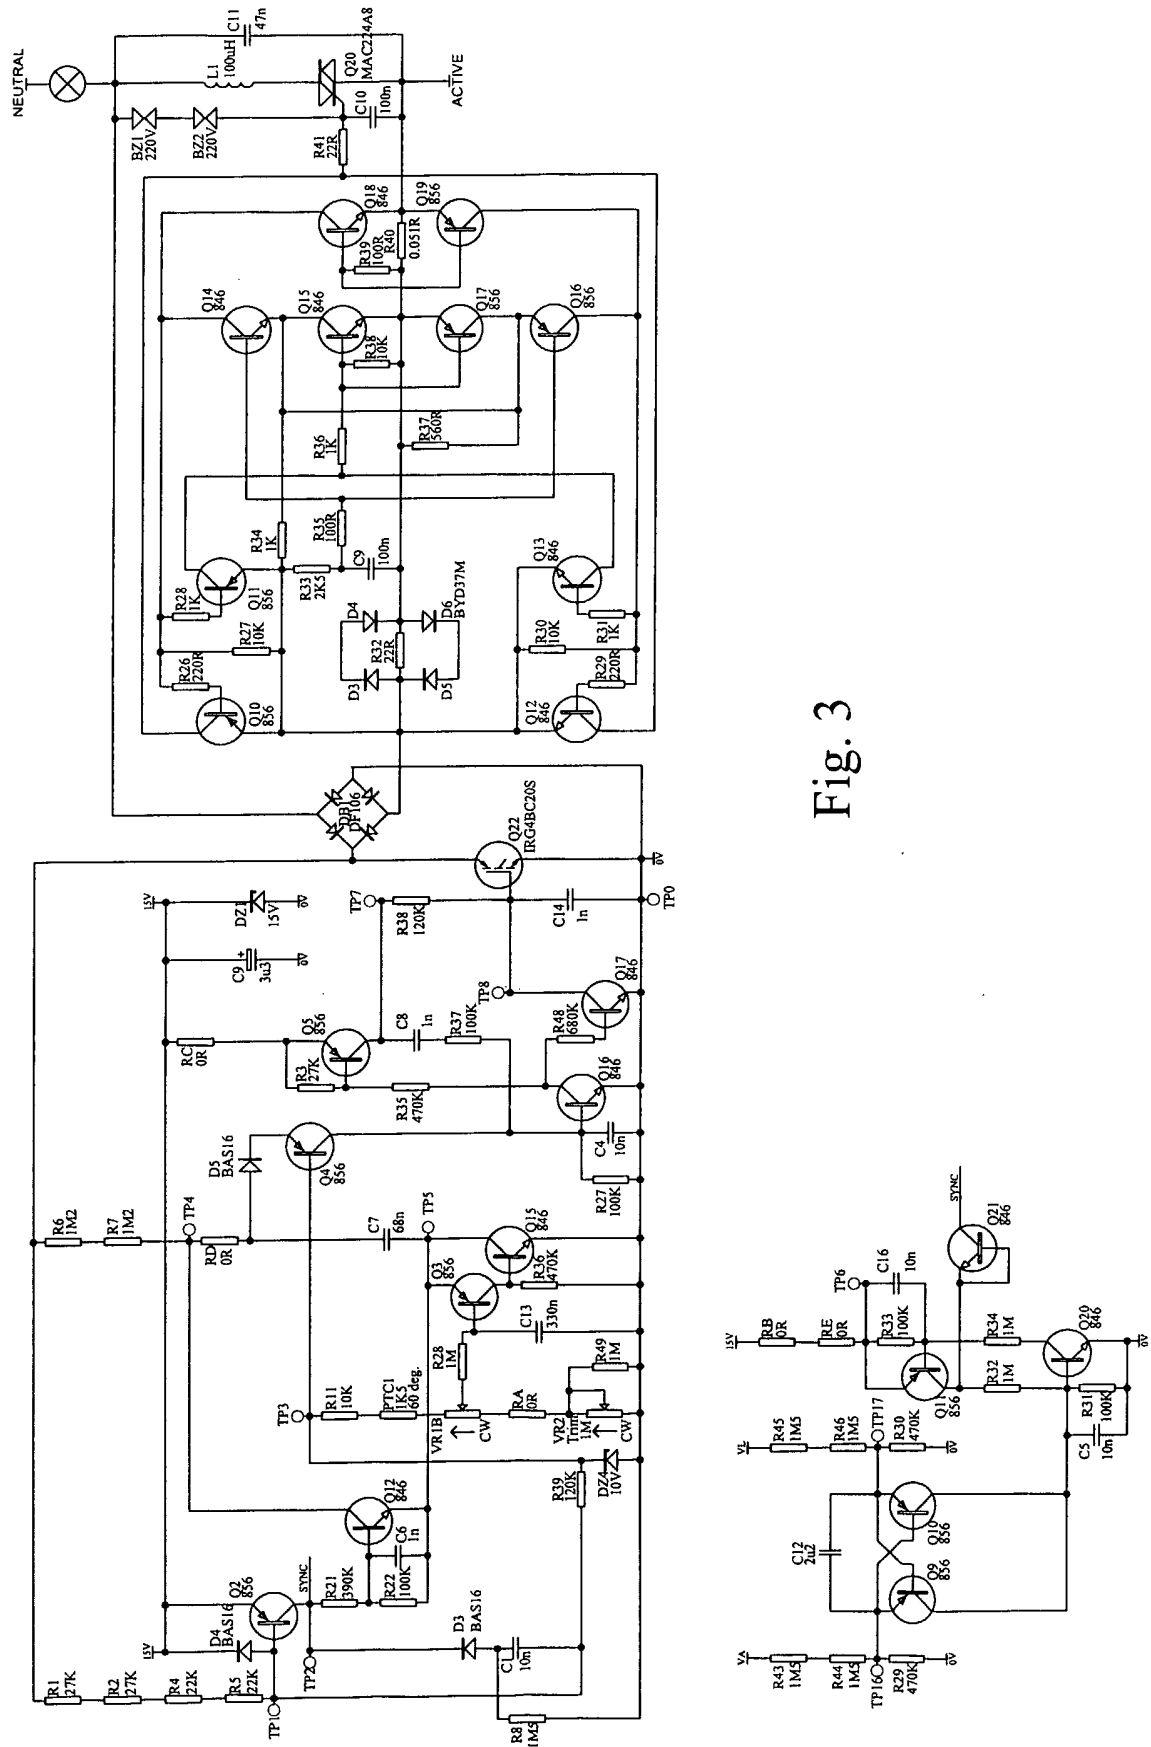 NEUTRAL
C11
47n
L1
100uH
Q20
MAC224A8
ACTIVE
BZ1
220V
BZ2
220V
C10
100n
R41
22R
Q18
846
Q19
856
R39
100R
R40
0.051R
Q14
846
Q15
846
Q17
856
Q16
856
R38
10K
R36
1K
R37
560R
R34
1K
R35
100R
R33
2K5
C9
100n
R28
1K
Q11
856
Q13
846
D4
D6
BYD37M
R27
10K
R32
22R
R30
10K
R31
1K
R26
220R
D3
D5
R29
220R
Q10
856
Q12
846
DB1
DF106
Q22
IRG4BC20S
0V
15V
DZ1
15V
0V
TP7
R38
120K
C14
1n
TP0
C9
+
3u3
0V
TP8
Q17
846
RC
0R
Q5
856
C8
1n
R37
100K
R48
680K
R3
27K
R35
470K
Q16
846
D5
BAS16
Q4
856
C4
10n
R27
100K
R6
1M2
R7
1M2
TP4
RD
0R
C7
68n
TP5
Q15
846
Q3
856
R36
470K
R28
1M
C13
330n
R49
1M
TP3
R11
10K
PTC1
1K5
60 deg.
VR1B
CW
RA
0R
VR2
Trim
1M
CW
R39
120K
DZ4
10V
Q12
846
C6
1n
SYNC
R21
390K
R22
100K
Q2
856
D4
BAS16
15V
TP2
D3
BAS16
C1
10n
R1
27K
R2
27K
R4
22K
R5
22K
TP1
R8
1M5
SYNC
Q21
846
TP6
C16
10n
15V
RB
0R
RE
0R
R33
100K
R34
1M
Q20
846
0V
Q11
856
R32
1M
R31
100K
C5
10n
VL
R45
1M5
R46
1M5
TP17
R30
470K
0V
C12
2u2
Q10
856
Q9
856
VA
R43
1M5
R44
1M5
TP16
R29
470K
0V
Fig. 3